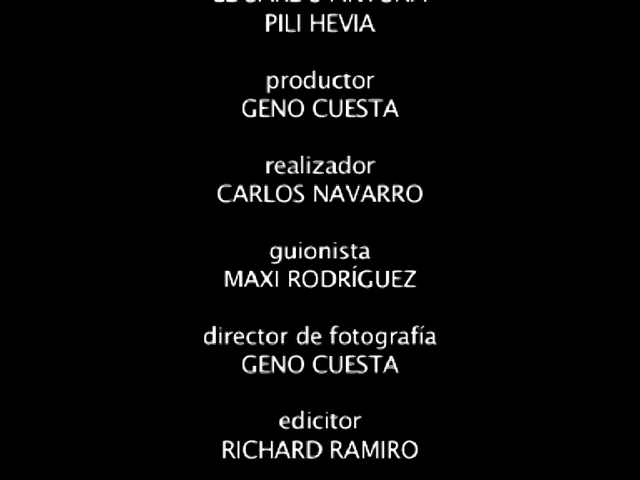 PILI HEVIA
productor
GENO CUESTA
realizador
CARLOS NAVARRO
guionista
MAXI RODRÍGUEZ
director de fotografía
GENO CUESTA
edicitor
RICHARD RAMIRO